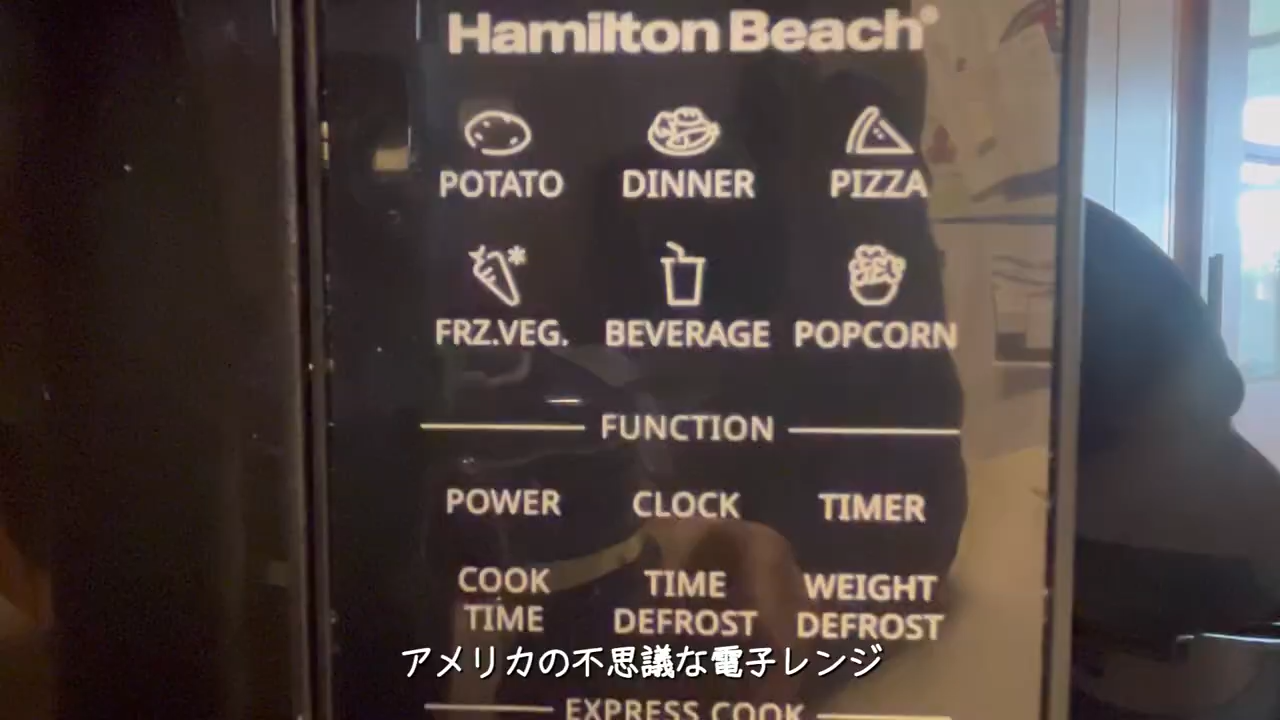 Hamilton Beach®
POTATO DINNER PIZZA
FRZ.VEG. BEVERAGE POPCORN
FUNCTION
POWER CLOCK TIMER
COOK TIME WEIGHT
TIME DEFROST DEFROST
アメリカの不思議な電子レンジ
EXPRESS COOK